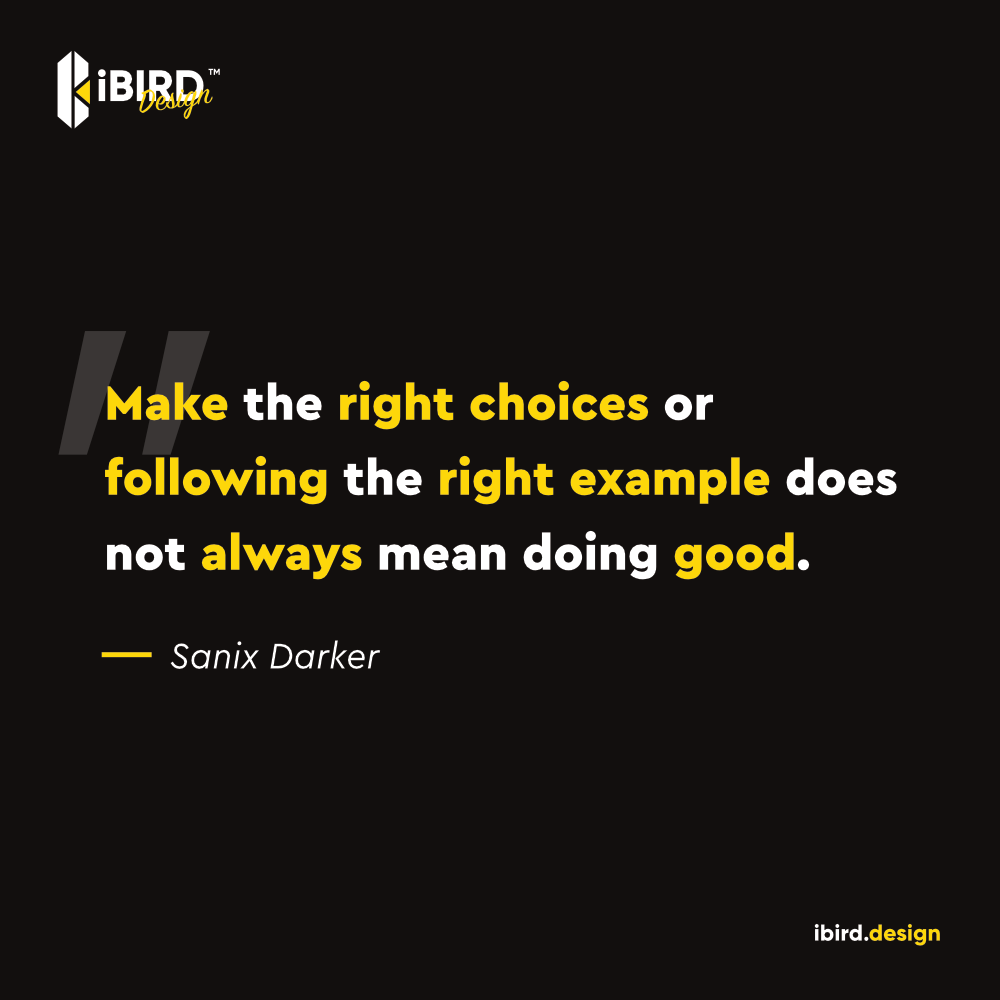 iBIRD™
Design
"
Make the right choices or
following the right example does
not always mean doing good.
— Sanix Darker
ibird.design